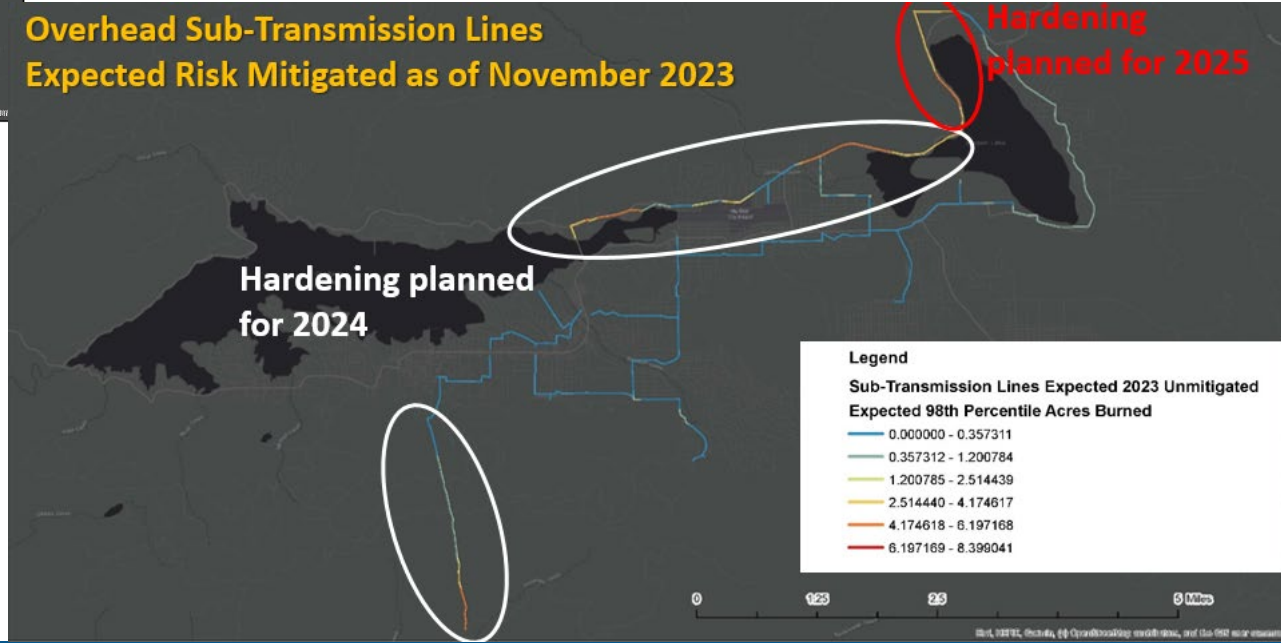 Overhead Sub-Transmission Lines
Expected Risk Mitigated as of November 2023
Hardening
planned for 2025
Hardening planned
for 2024
Legend
Sub-Transmission Lines Expected 2023 Unmitigated
Expected 98th Percentile Acres Burned
0.000000 - 0.357311
0.357312 - 1.200784
1.200785 - 2.514439
2.514440 - 4.174617
4.174618 - 6.197168
6.197169 - 8.399041
0 1.25 2.5 5 Miles